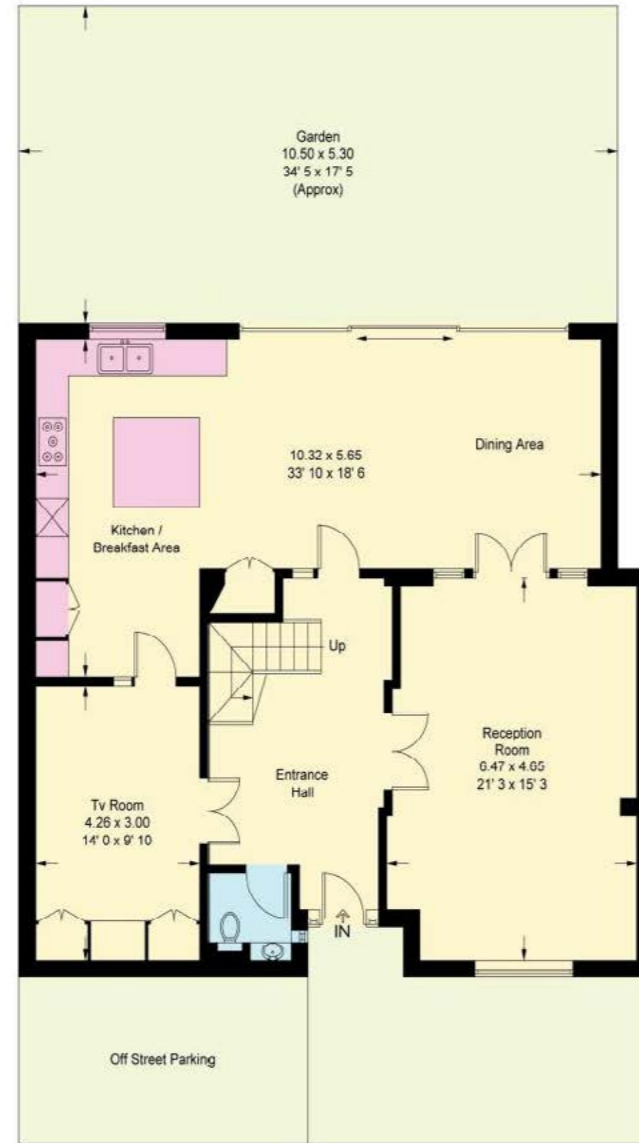 Garden
10.50 x 5.30
34' 5 x 17' 5
(Approx)
10.32 x 5.65
33' 10 x 18' 6
Dining Area
Kitchen /
Breakfast Area
Up
Reception
Room
6.47 x 4.65
21' 3 x 15' 3
Entrance
Hall
Tv Room
4.26 x 3.00
14' 0 x 9' 10
IN
Off Street Parking